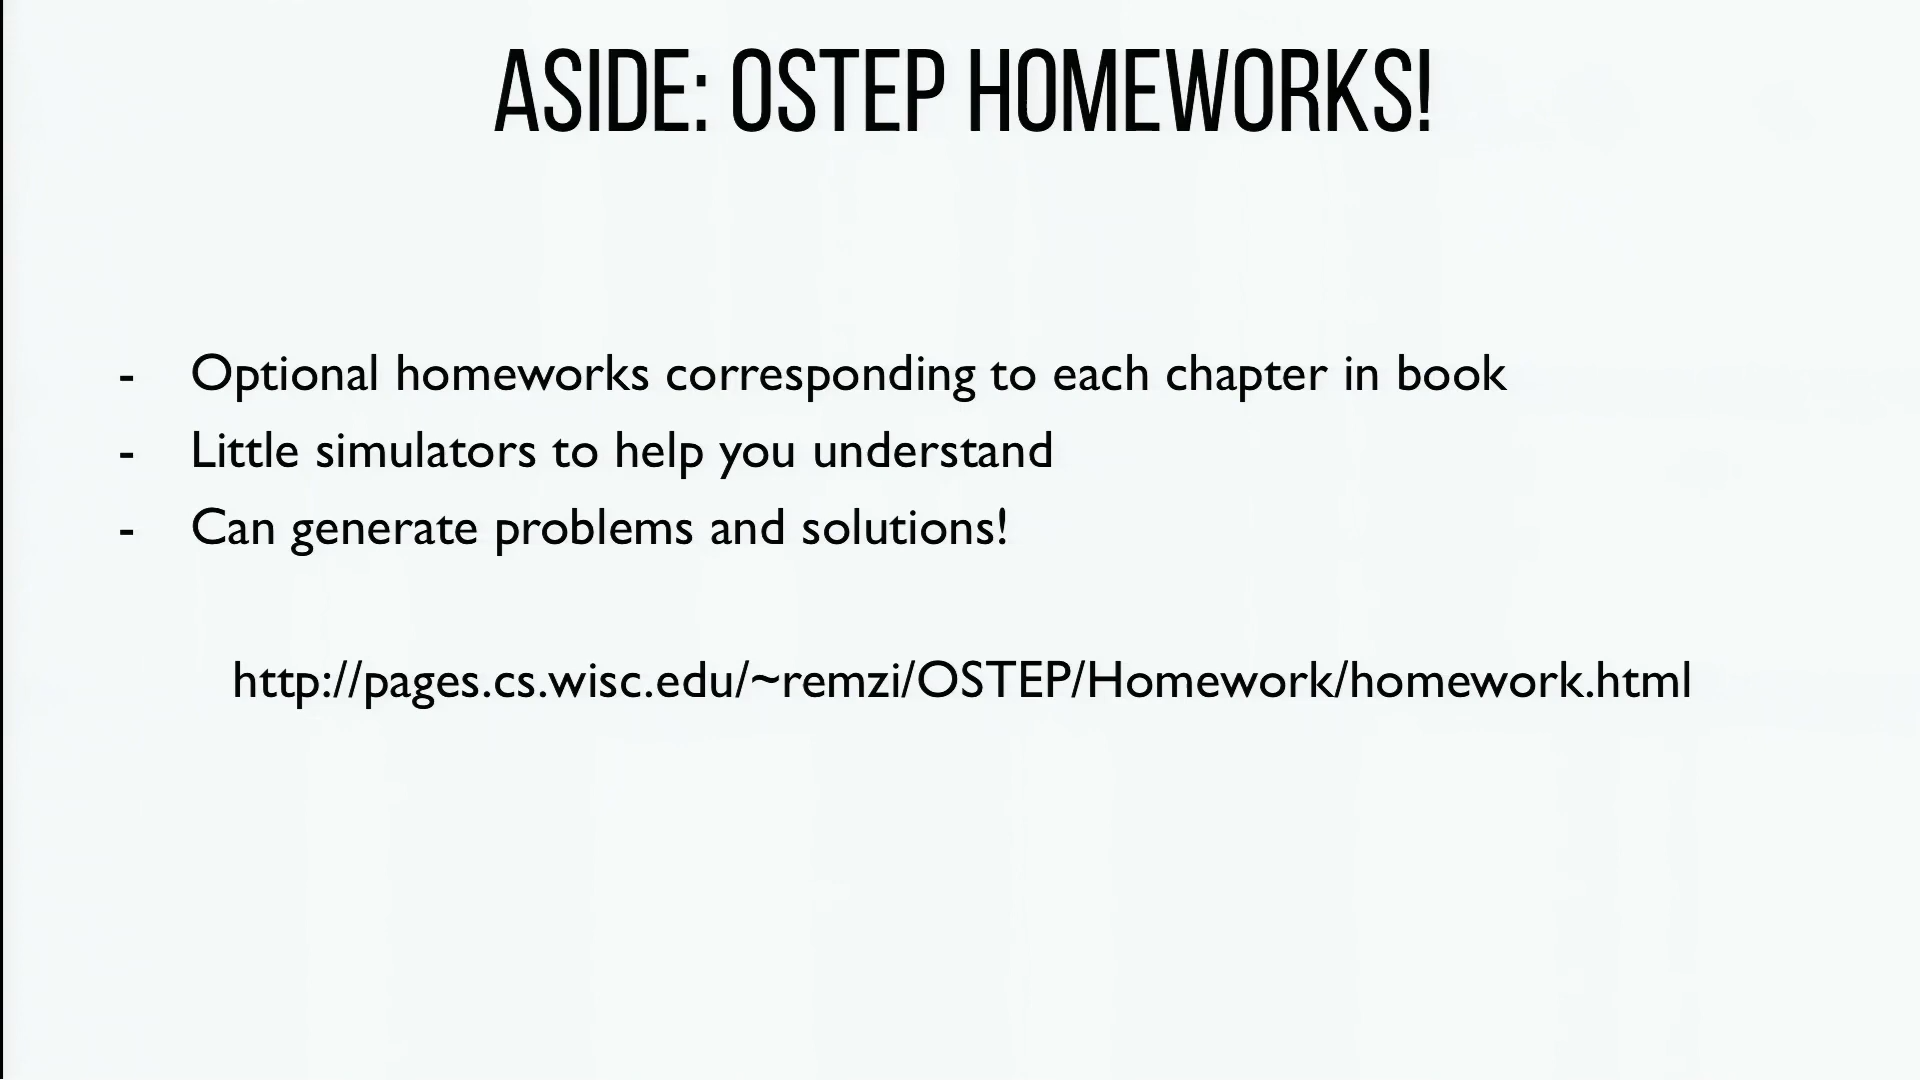 ASIDE: OSTEP HOMEWORKS!
- Optional homeworks corresponding to each chapter in book
- Little simulators to help you understand
- Can generate problems and solutions!
http://pages.cs.wisc.edu/~remzi/OSTEP/Homework/homework.html